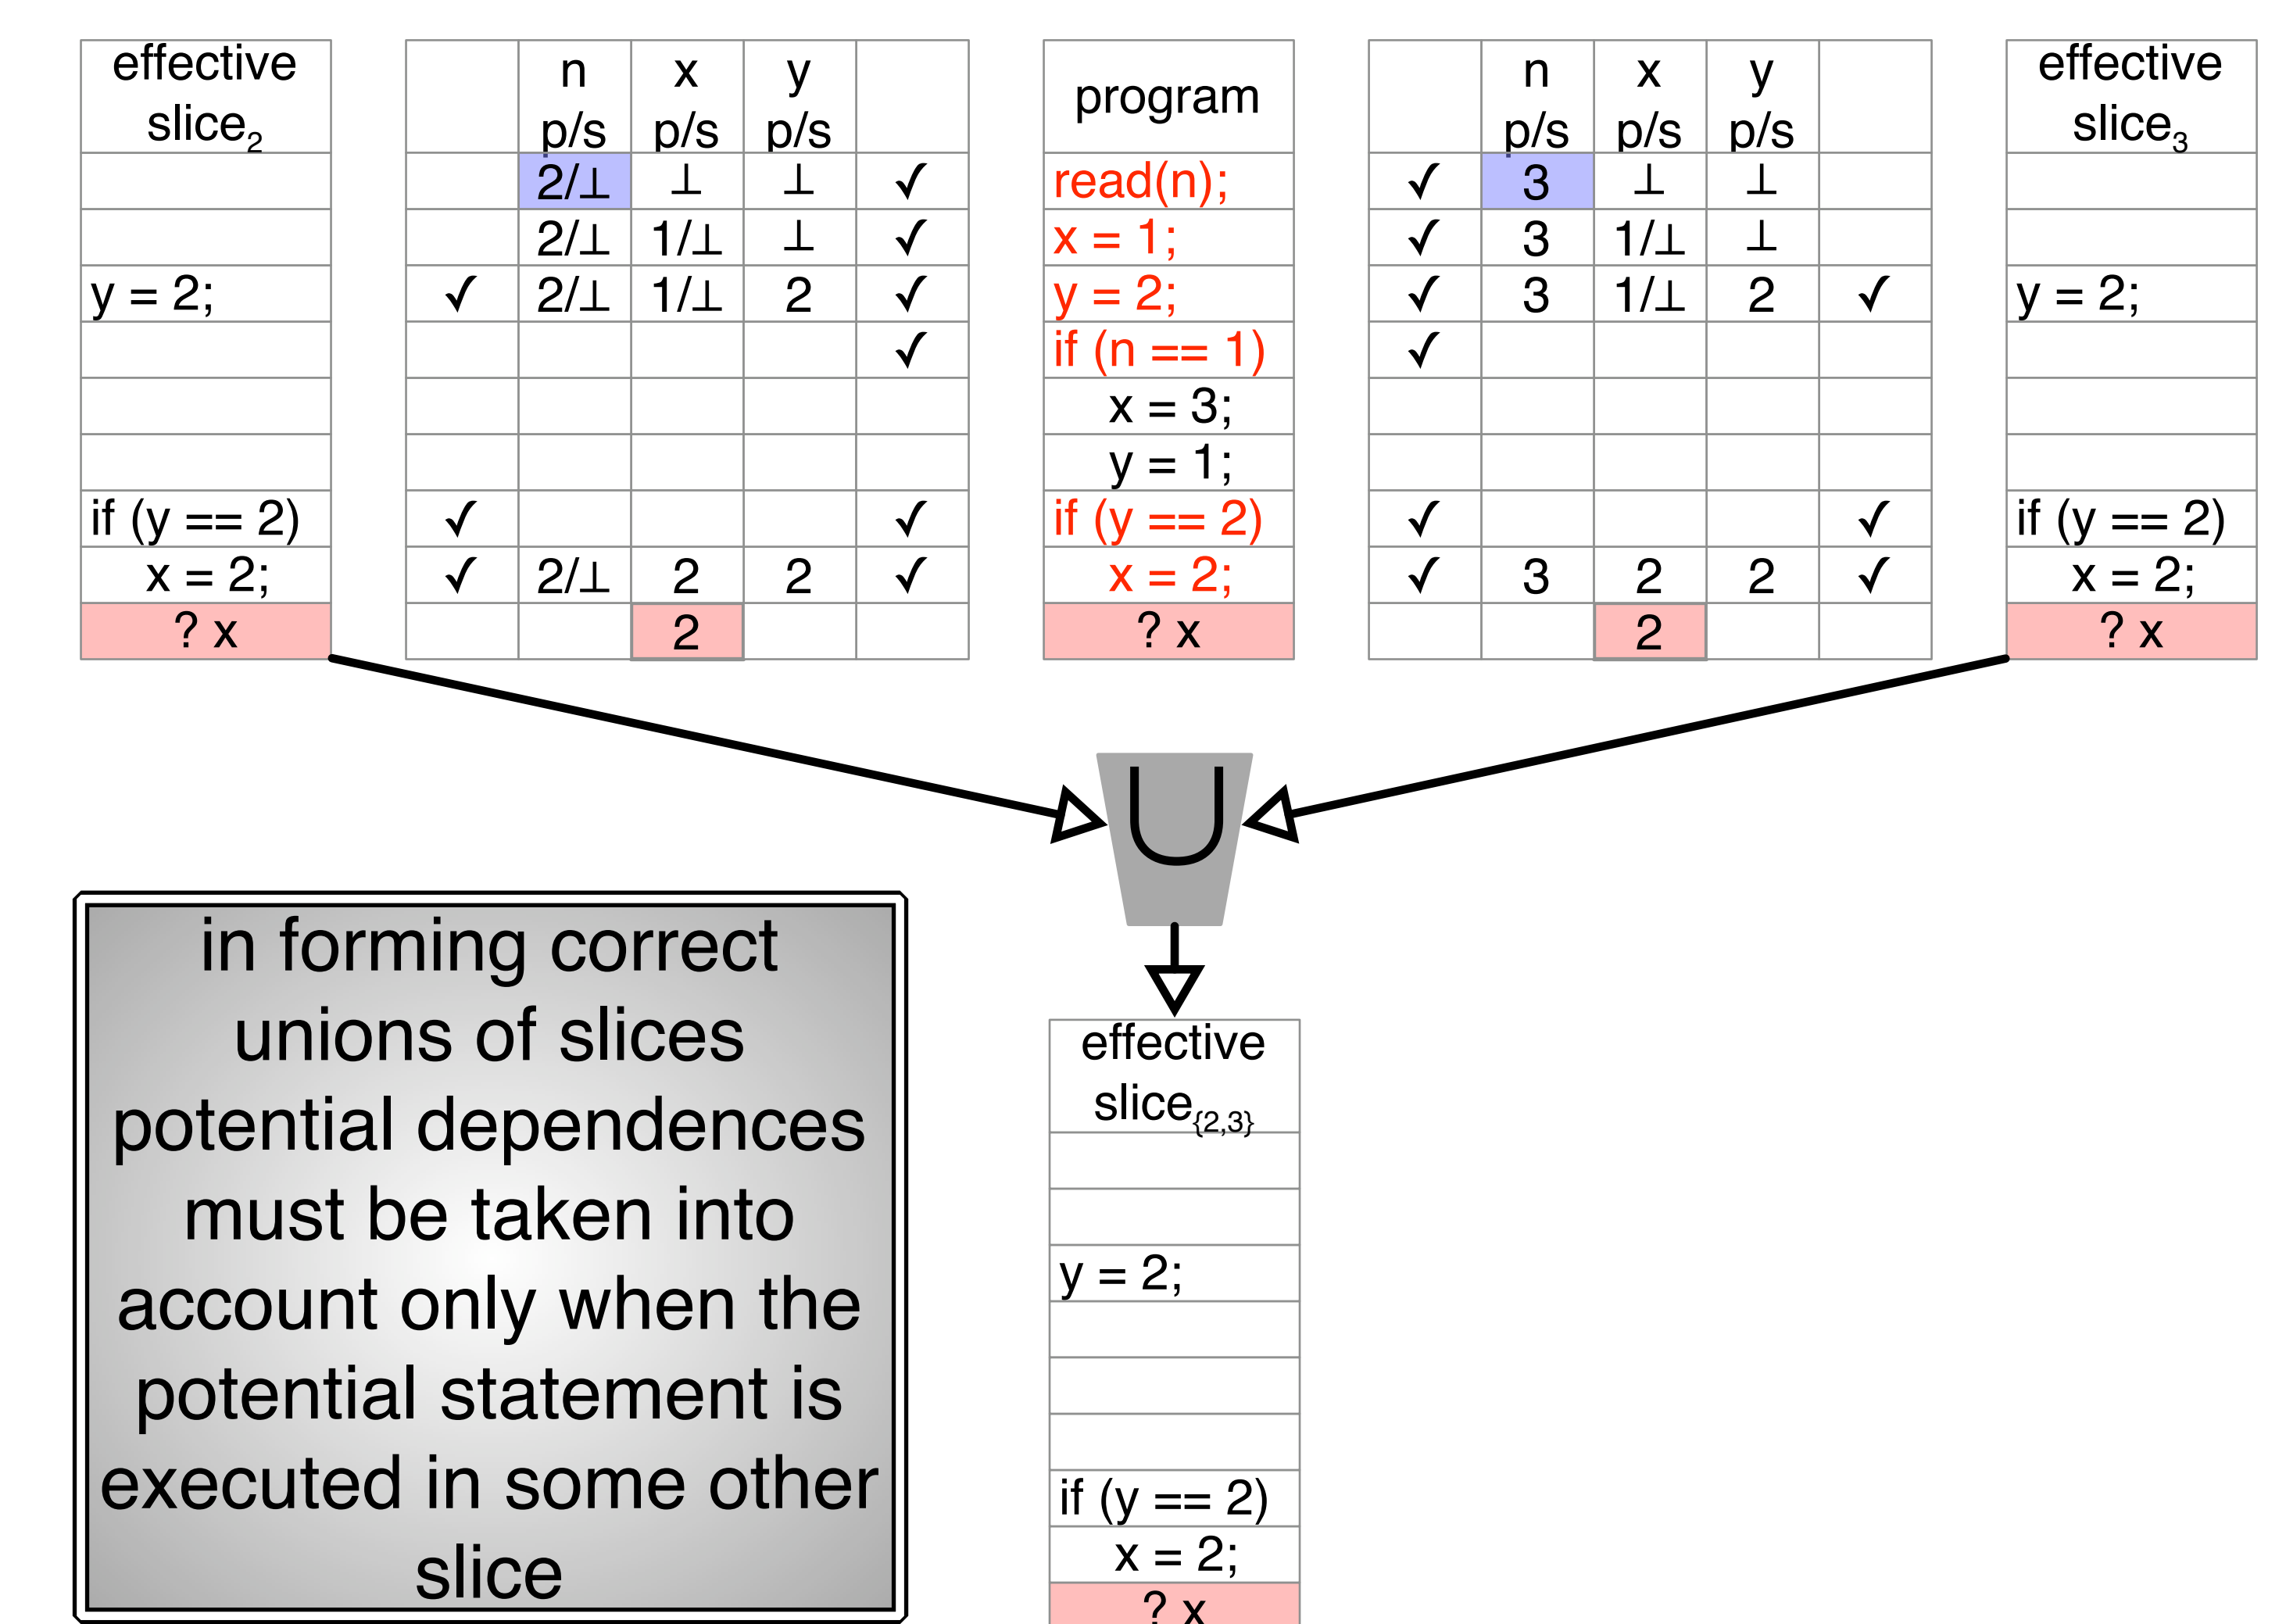 effective
slice2
n x y
p/s p/s p/s
program
n x y
p/s p/s p/s
effective
slice3
2/⊥ ⊥ ⊥ ✓ read(n); ✓ 3 ⊥ ⊥
2/⊥ 1/⊥ ⊥ ✓ x = 1; ✓ 3 1/⊥ ⊥
y = 2; ✓ 2/⊥ 1/⊥ 2 ✓ y = 2; ✓ 3 1/⊥ 2 ✓ y = 2;
✓ if (n == 1) ✓
x = 3;
y = 1;
if (y == 2) ✓ ✓ if (y == 2) ✓ ✓ if (y == 2)
x = 2; ✓ 2/⊥ 2 2 ✓ x = 2; ✓ 3 2 2 ✓ x = 2;
? x 2 ? x 2 ? x
∪
in forming correct
unions of slices
potential dependences
must be taken into
account only when the
potential statement is
executed in some other
slice
effective
slice{2,3}
y = 2;
if (y == 2)
x = 2;
? x